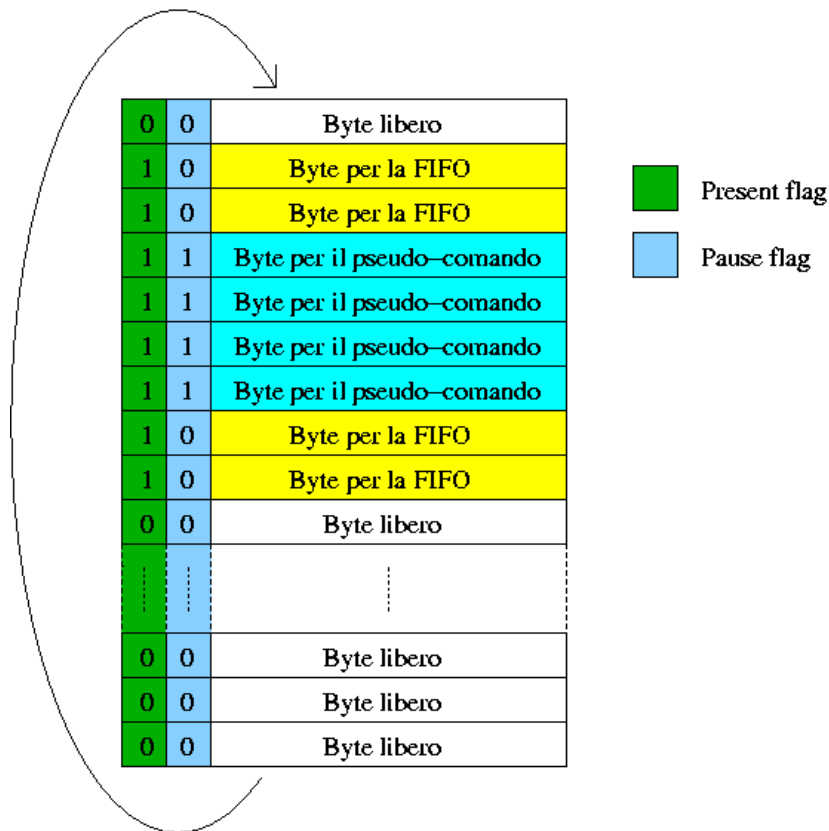 0 0 Byte libero
1 0 Byte per la FIFO
1 0 Byte per la FIFO
1 1 Byte per il pseudo–comando
1 1 Byte per il pseudo–comando
1 1 Byte per il pseudo–comando
1 1 Byte per il pseudo–comando
1 0 Byte per la FIFO
1 0 Byte per la FIFO
0 0 Byte libero
0 0 Byte libero
0 0 Byte libero
0 0 Byte libero
Present flag
Pause flag